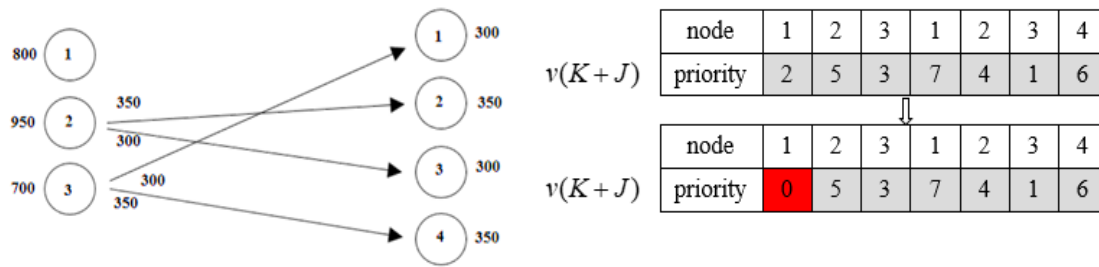 800 1
950 2
700 3
350
300
300
350
1 300
2 350
3 300
4 350
node 1 2 3 1 2 3 4
v(K+J) priority 2 5 3 7 4 1 6
node 1 2 3 1 2 3 4
v(K+J) priority 0 5 3 7 4 1 6